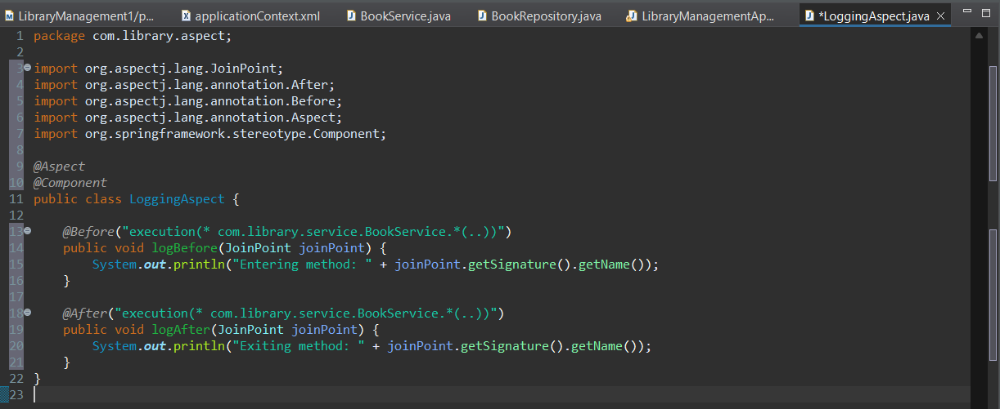 LibraryManagement1/p... applicationContext.xml BookService.java BookRepository.java LibraryManagementAp... *LoggingAspect.java
1 package com.library.aspect;
2
3 import org.aspectj.lang.JoinPoint;
4 import org.aspectj.lang.annotation.After;
5 import org.aspectj.lang.annotation.Before;
6 import org.aspectj.lang.annotation.Aspect;
7 import org.springframework.stereotype.Component;
8
9 @Aspect
10 @Component
11 public class LoggingAspect {
12
13     @Before("execution(* com.library.service.BookService.*(..))")
14     public void logBefore(JoinPoint joinPoint) {
15         System.out.println("Entering method: " + joinPoint.getSignature().getName());
16     }
17
18     @After("execution(* com.library.service.BookService.*(..))")
19     public void logAfter(JoinPoint joinPoint) {
20         System.out.println("Exiting method: " + joinPoint.getSignature().getName());
21     }
22 }
23